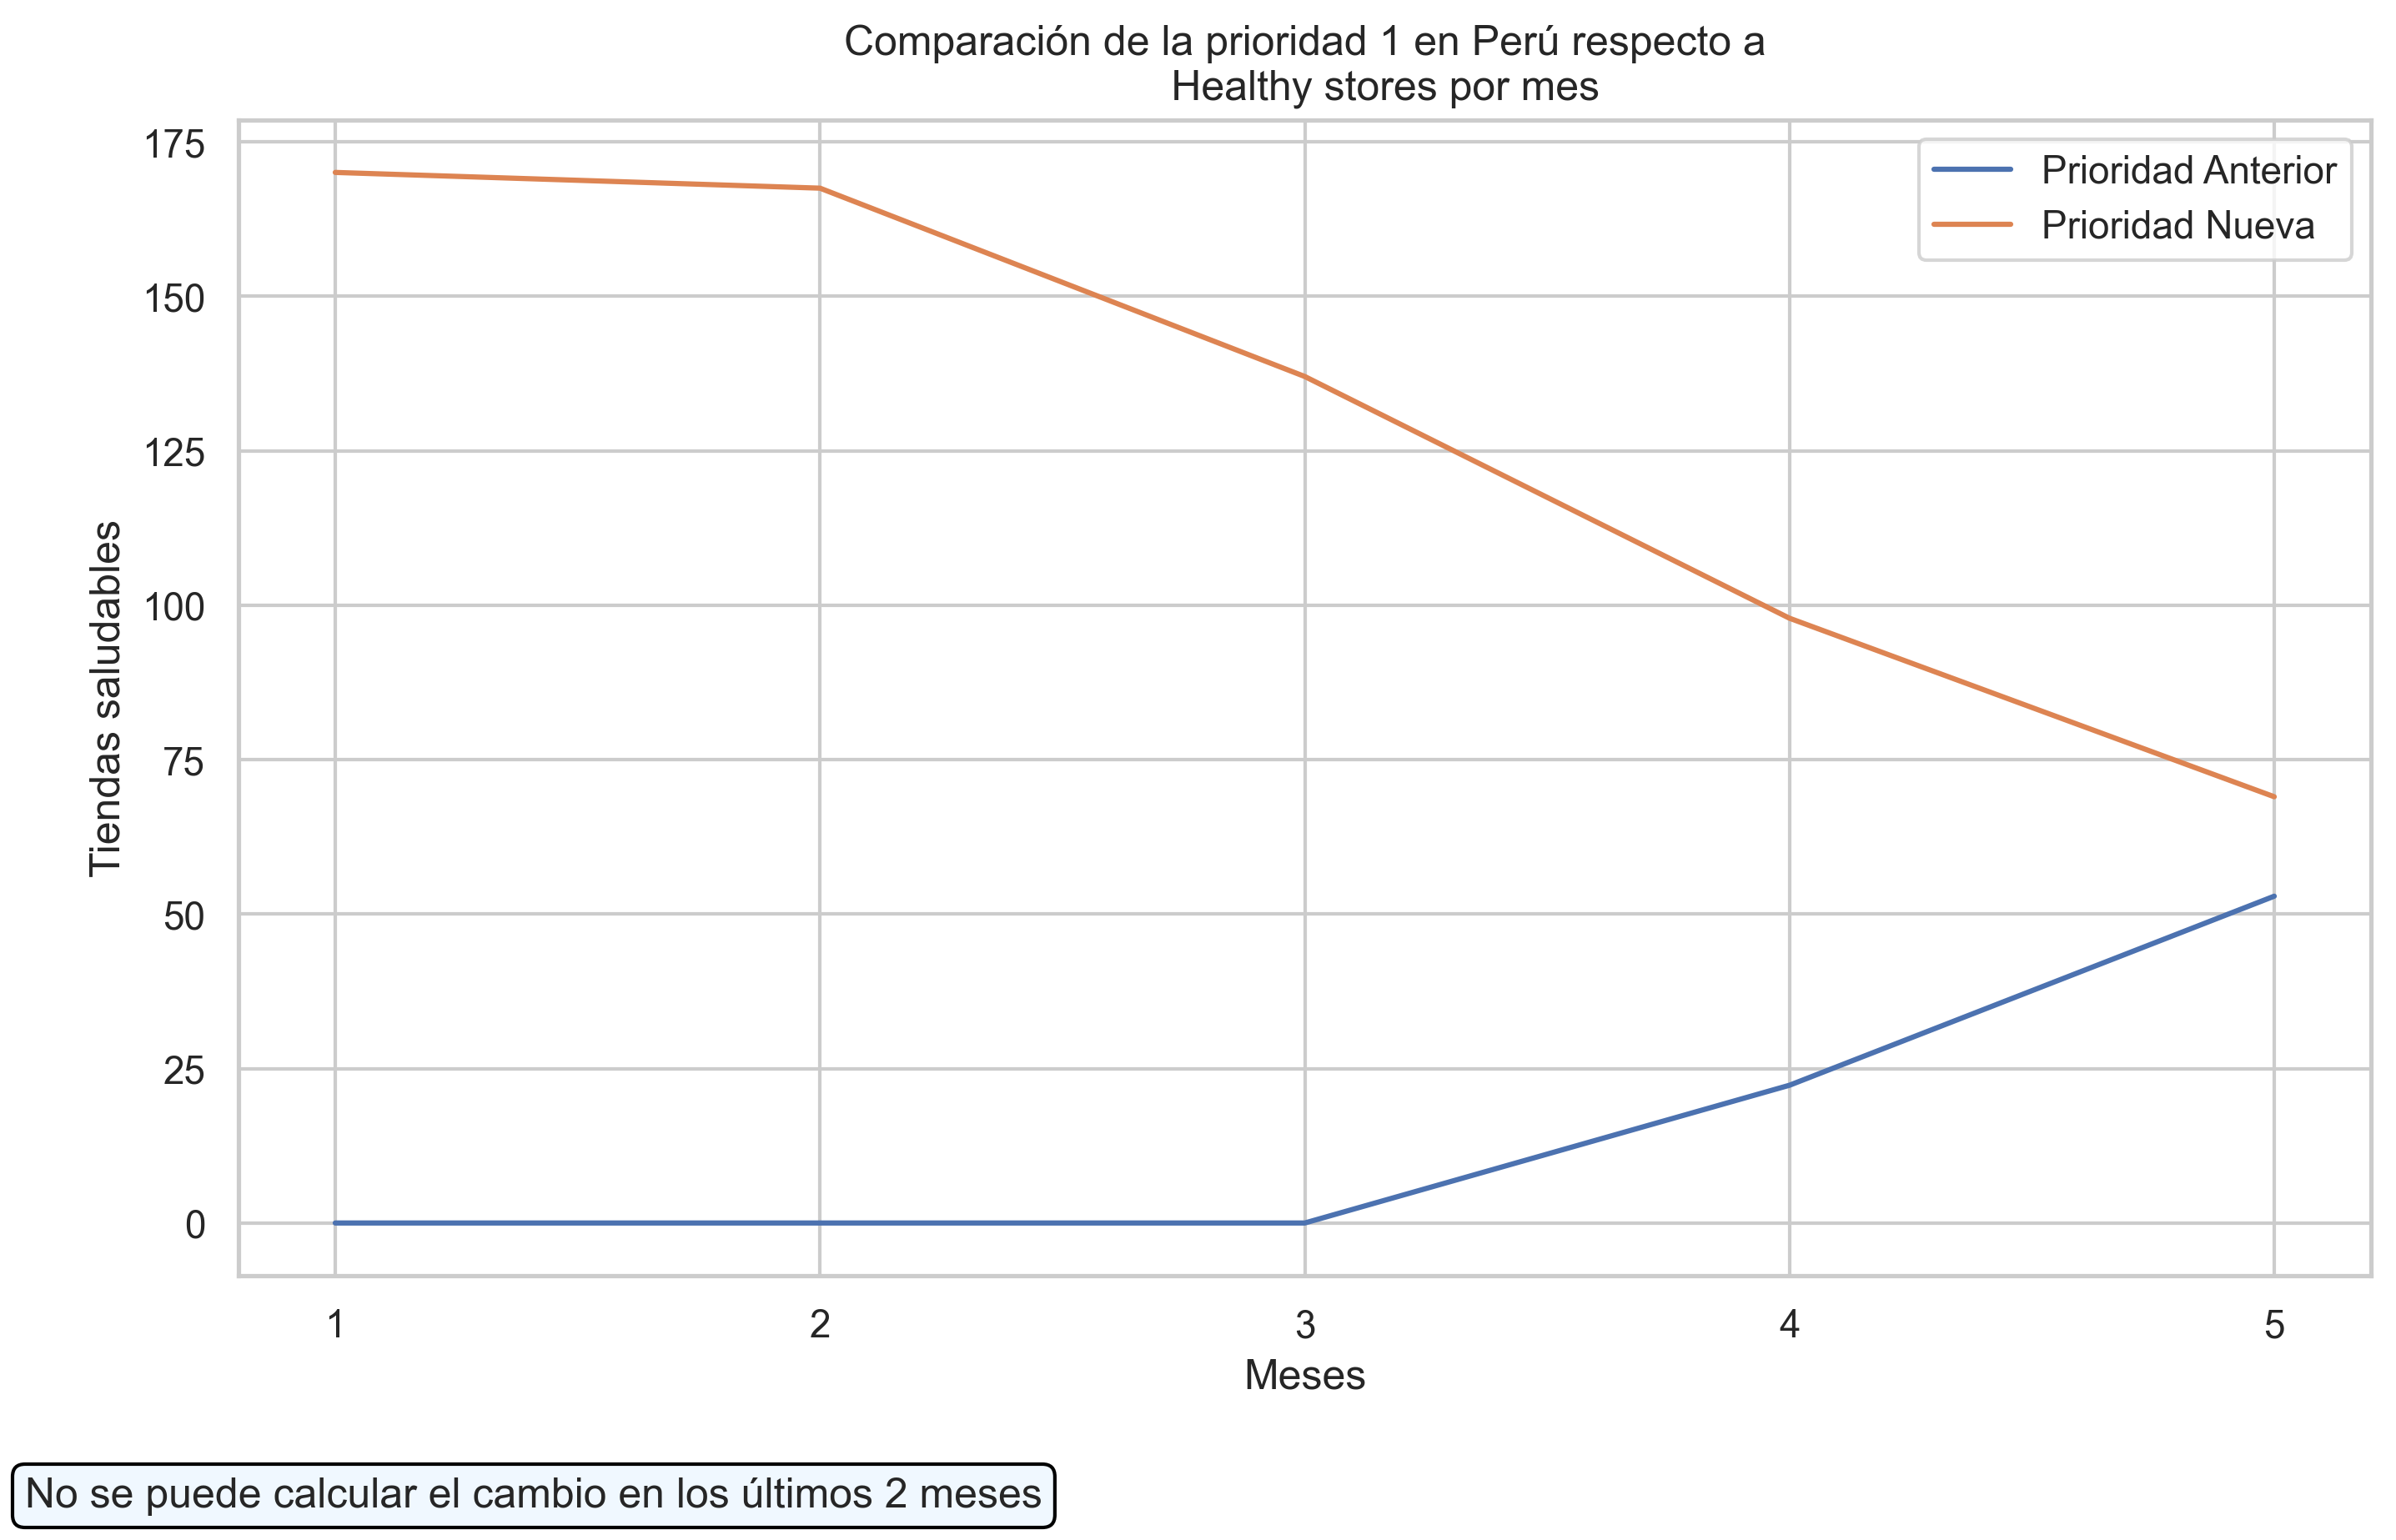 Comparación de la prioridad 1 en Perú respecto a
Healthy stores por mes
175
150
125
100
75
50
25
0
Tiendas saludables
Prioridad Anterior
Prioridad Nueva
1 2 3 4 5
Meses
No se puede calcular el cambio en los últimos 2 meses